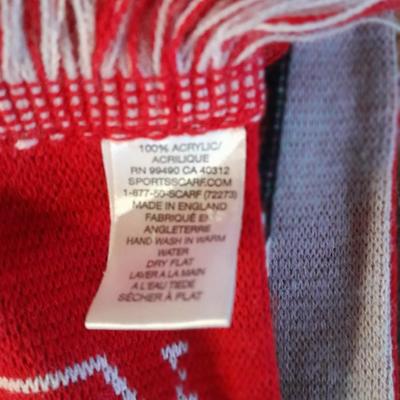 100% ACRYLIC/
ACRILIQUE
RN 99490 CA 40312
SPORTSSCARF.COM
1-877-50-SCARF (72273)
MADE IN ENGLAND
FABRIQUÉ EN
ANGLETERRE
HAND WASH IN WARM
WATER
DRY FLAT
LAVER A LA MAIN
A L'EAU TIEDE
SÉCHER À PLAT